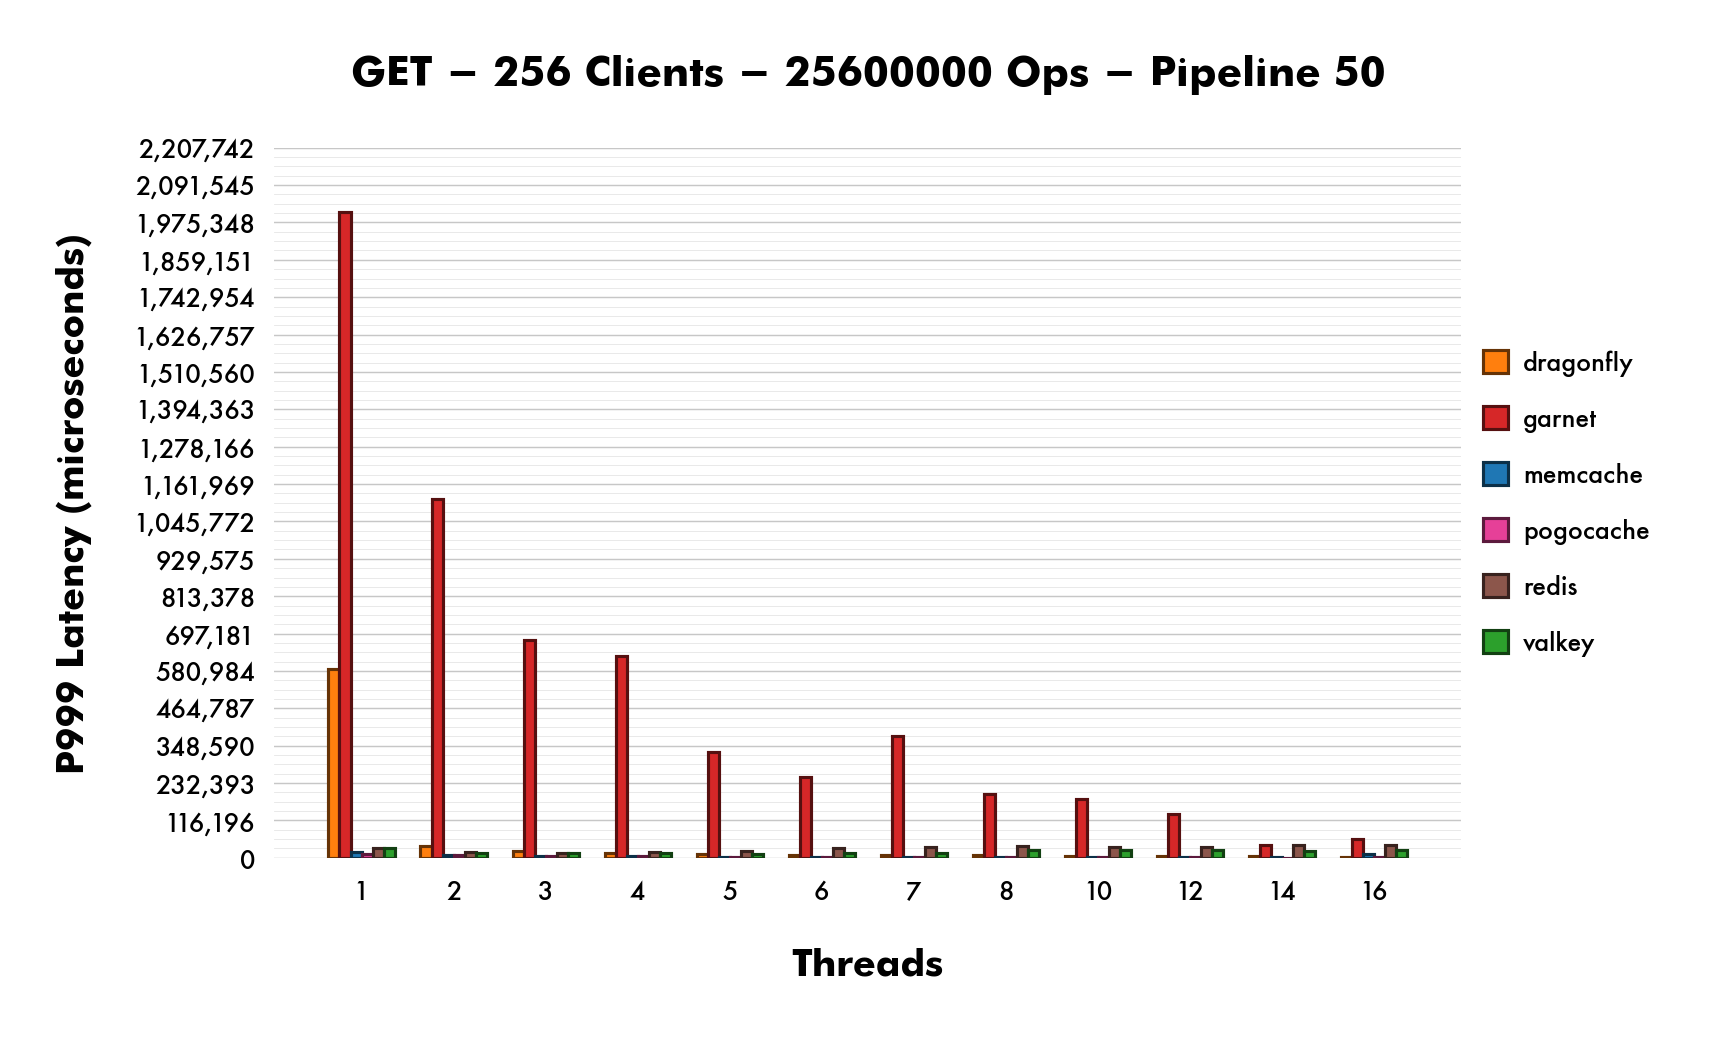 GET – 256 Clients – 25600000 Ops – Pipeline 50
P999 Latency (microseconds)
2,207,742
2,091,545
1,975,348
1,859,151
1,742,954
1,626,757
1,510,560
1,394,363
1,278,166
1,161,969
1,045,772
929,575
813,378
697,181
580,984
464,787
348,590
232,393
116,196
0
1 2 3 4 5 6 7 8 10 12 14 16
Threads
dragonfly
garnet
memcache
pogocache
redis
valkey